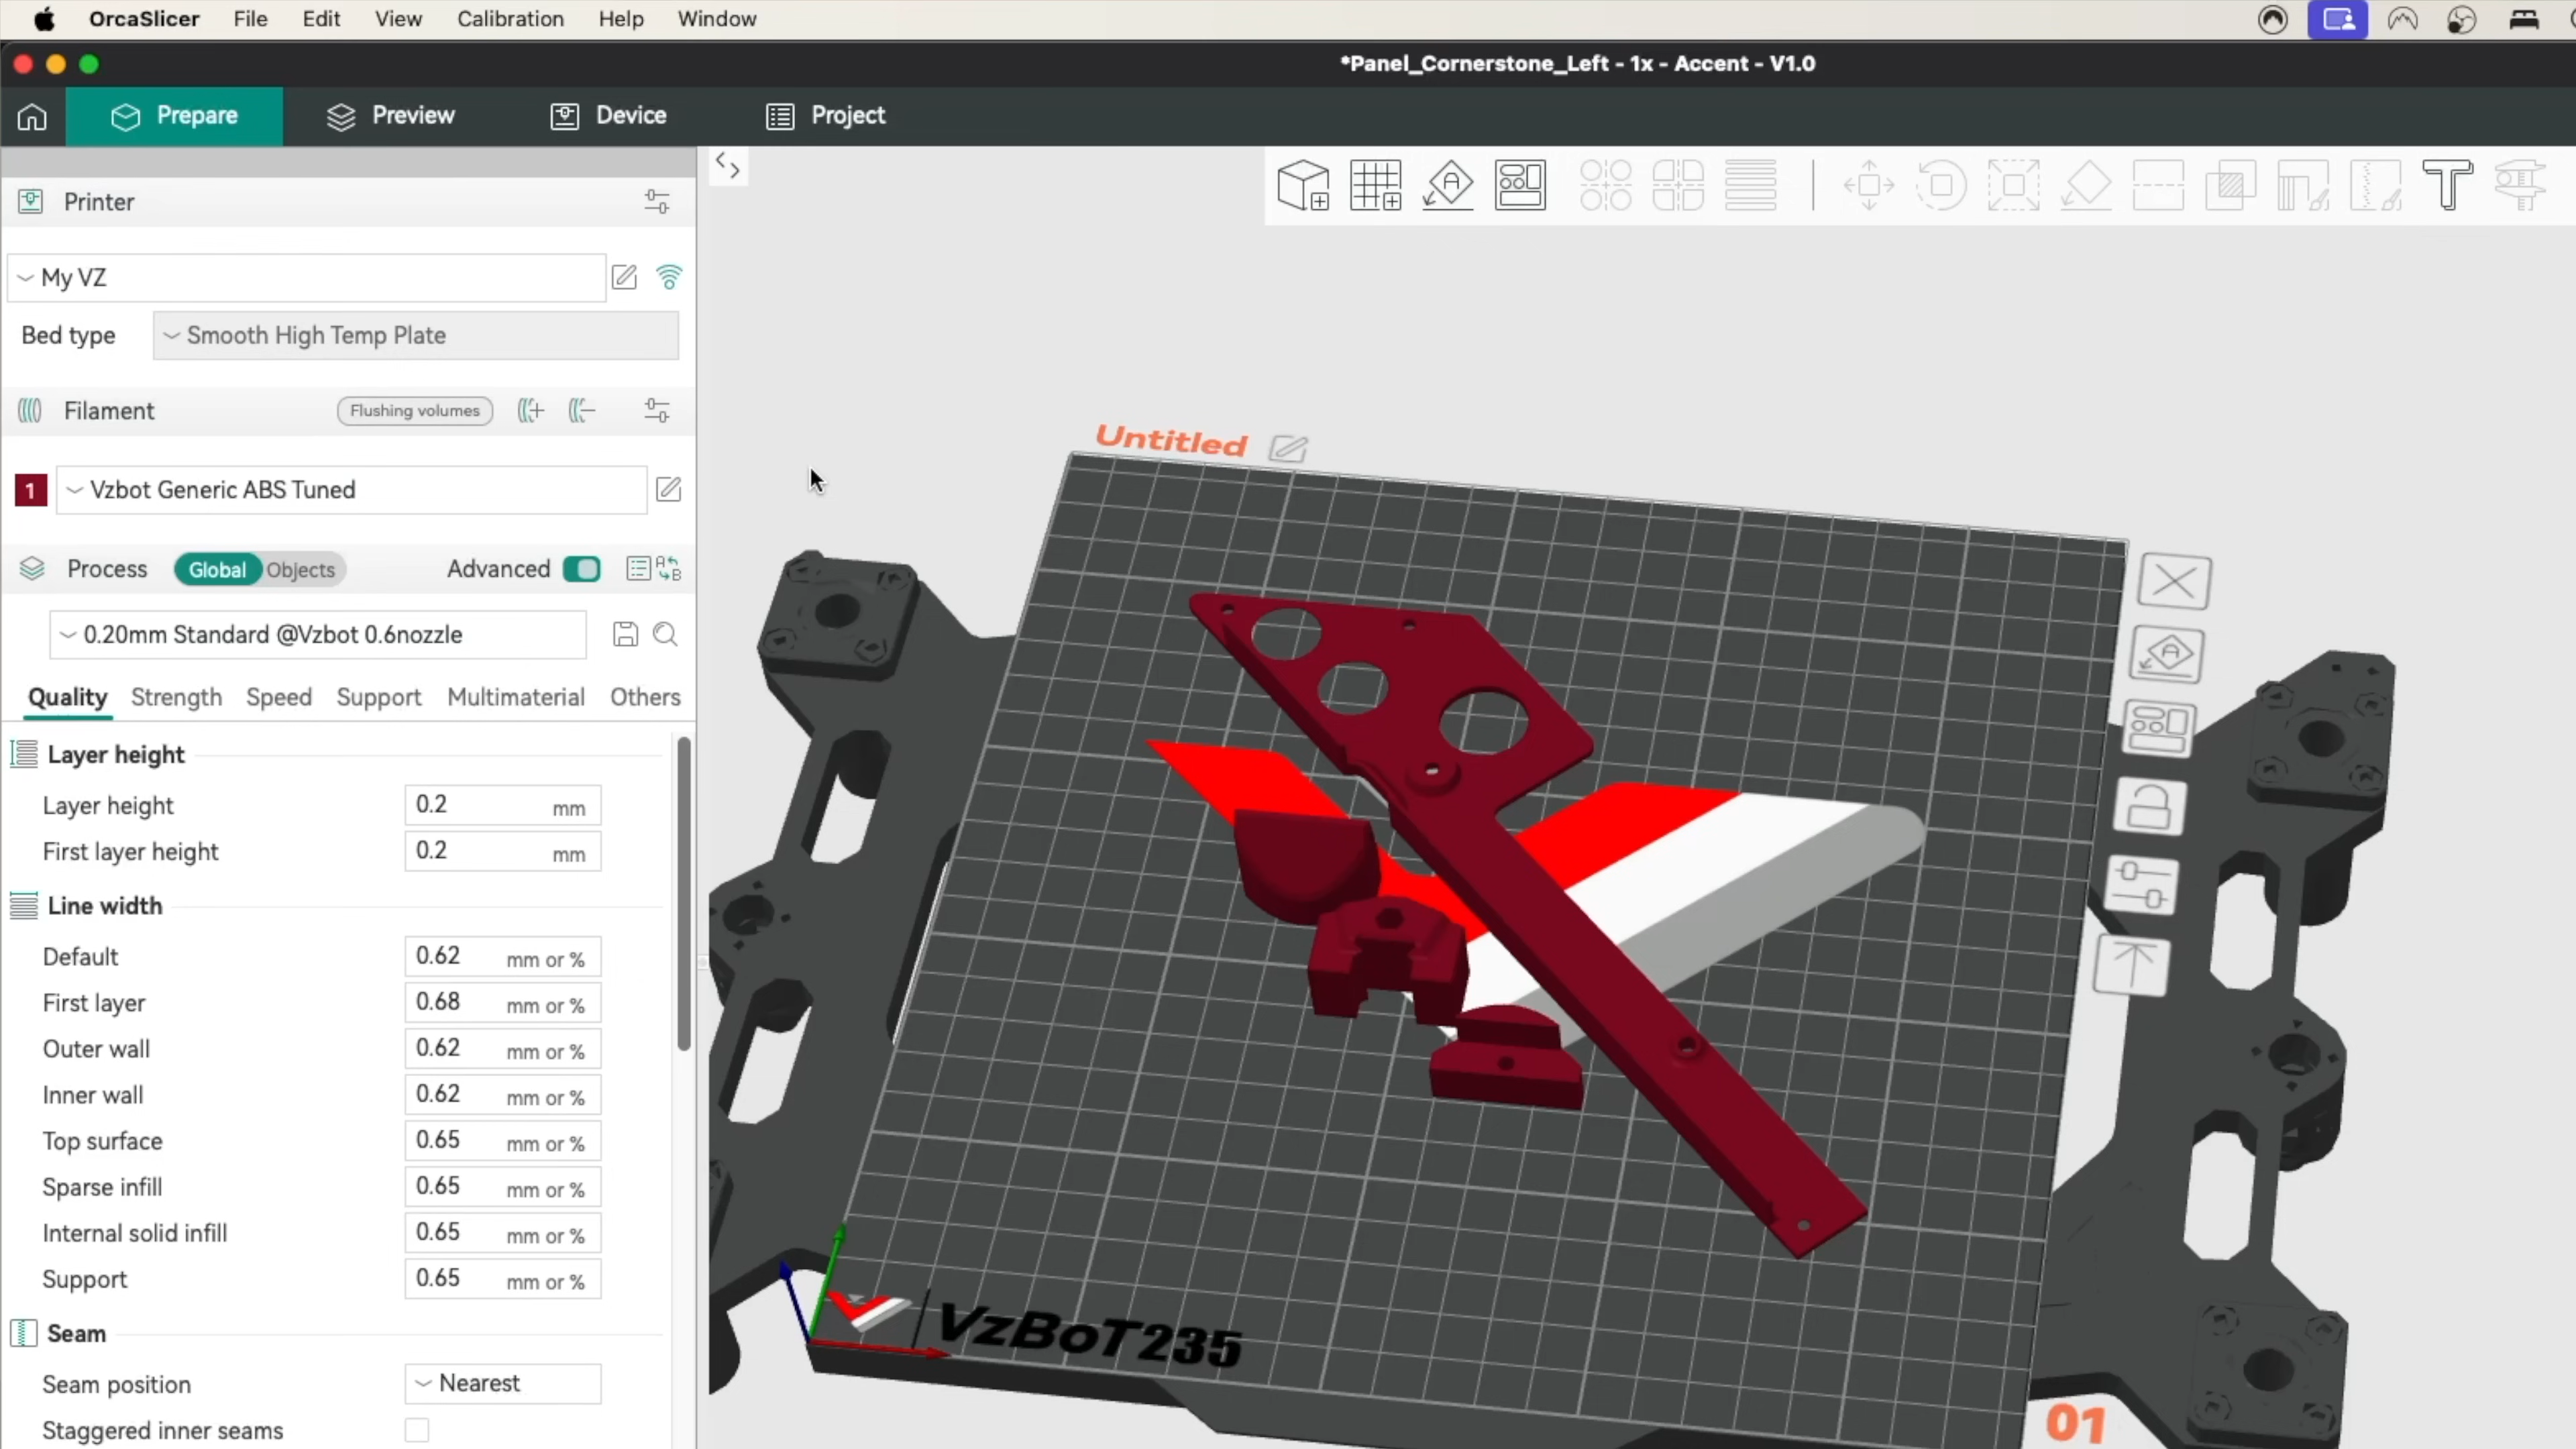 OrcaSlicer File Edit View Calibration Help Window
*Panel_Cornerstone_Left - 1x - Accent - V1.0
Prepare Preview Device Project
Printer
My VZ
Bed type Smooth High Temp Plate
Filament Flushing volumes
1 Vzbot Generic ABS Tuned
Process Global Objects Advanced
0.20mm Standard @Vzbot 0.6nozzle
Quality Strength Speed Support Multimaterial Others
Layer height
Layer height 0.2 mm
First layer height 0.2 mm
Line width
Default 0.62 mm or %
First layer 0.68 mm or %
Outer wall 0.62 mm or %
Inner wall 0.62 mm or %
Top surface 0.65 mm or %
Sparse infill 0.65 mm or %
Internal solid infill 0.65 mm or %
Support 0.65 mm or %
Seam
Seam position Nearest
Staggered inner seams
Untitled
VzBoT235
01